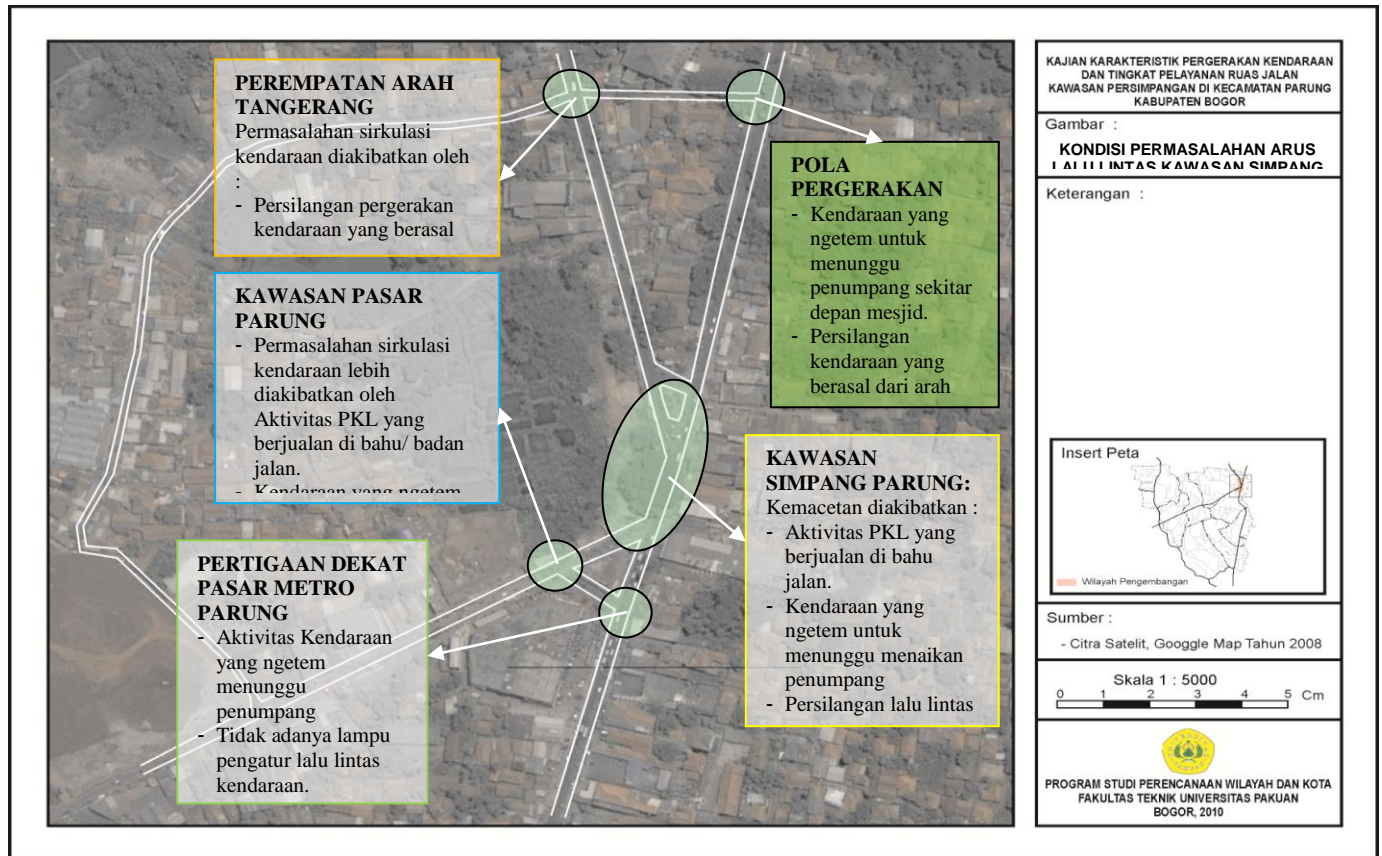 PEREMPATAN ARAH
TANGERANG
Permasalahan sirkulasi
kendaraan diakibatkan oleh
:
- Persilangan pergerakan
kendaraan yang berasal
KAWASAN PASAR
PARUNG
- Permasalahan sirkulasi
kendaraan lebih
diakibatkan oleh
Aktivitas PKL yang
berjualan di bahu/ badan
jalan.
- Kendaraan yang ngetem
PERTIGAAN DEKAT
PASAR METRO
PARUNG
- Aktivitas Kendaraan
yang ngetem
menunggu
penumpang
- Tidak adanya lampu
pengatur lalu lintas
kendaraan.
POLA
PERGERAKAN
- Kendaraan yang
ngetem untuk
menunggu
penumpang sekitar
depan mesjid.
- Persilangan
kendaraan yang
berasal dari arah
KAWASAN
SIMPANG PARUNG:
Kemacetan diakibatkan :
- Aktivitas PKL yang
berjualan di bahu
jalan.
- Kendaraan yang
ngetem untuk
menunggu menaikan
penumpang
- Persilangan lalu lintas
KAJIAN KARAKTERISTIK PERGERAKAN KENDARAAN
DAN TINGKAT PELAYANAN RUAS JALAN
KAWASAN PERSIMPANGAN DI KECAMATAN PARUNG
KABUPATEN BOGOR
Gambar :
KONDISI PERMASALAHAN ARUS
LALU LINTAS KAWASAN SIMPANG
Keterangan :
Insert Peta
Wilayah Pengembangan
Sumber :
- Citra Satelit, Googgle Map Tahun 2008
Skala 1 : 5000
0 1 2 3 4 5 Cm
PROGRAM STUDI PERENCANAAN WILAYAH DAN KOTA
FAKULTAS TEKNIK UNIVERSITAS PAKUAN
BOGOR, 2010